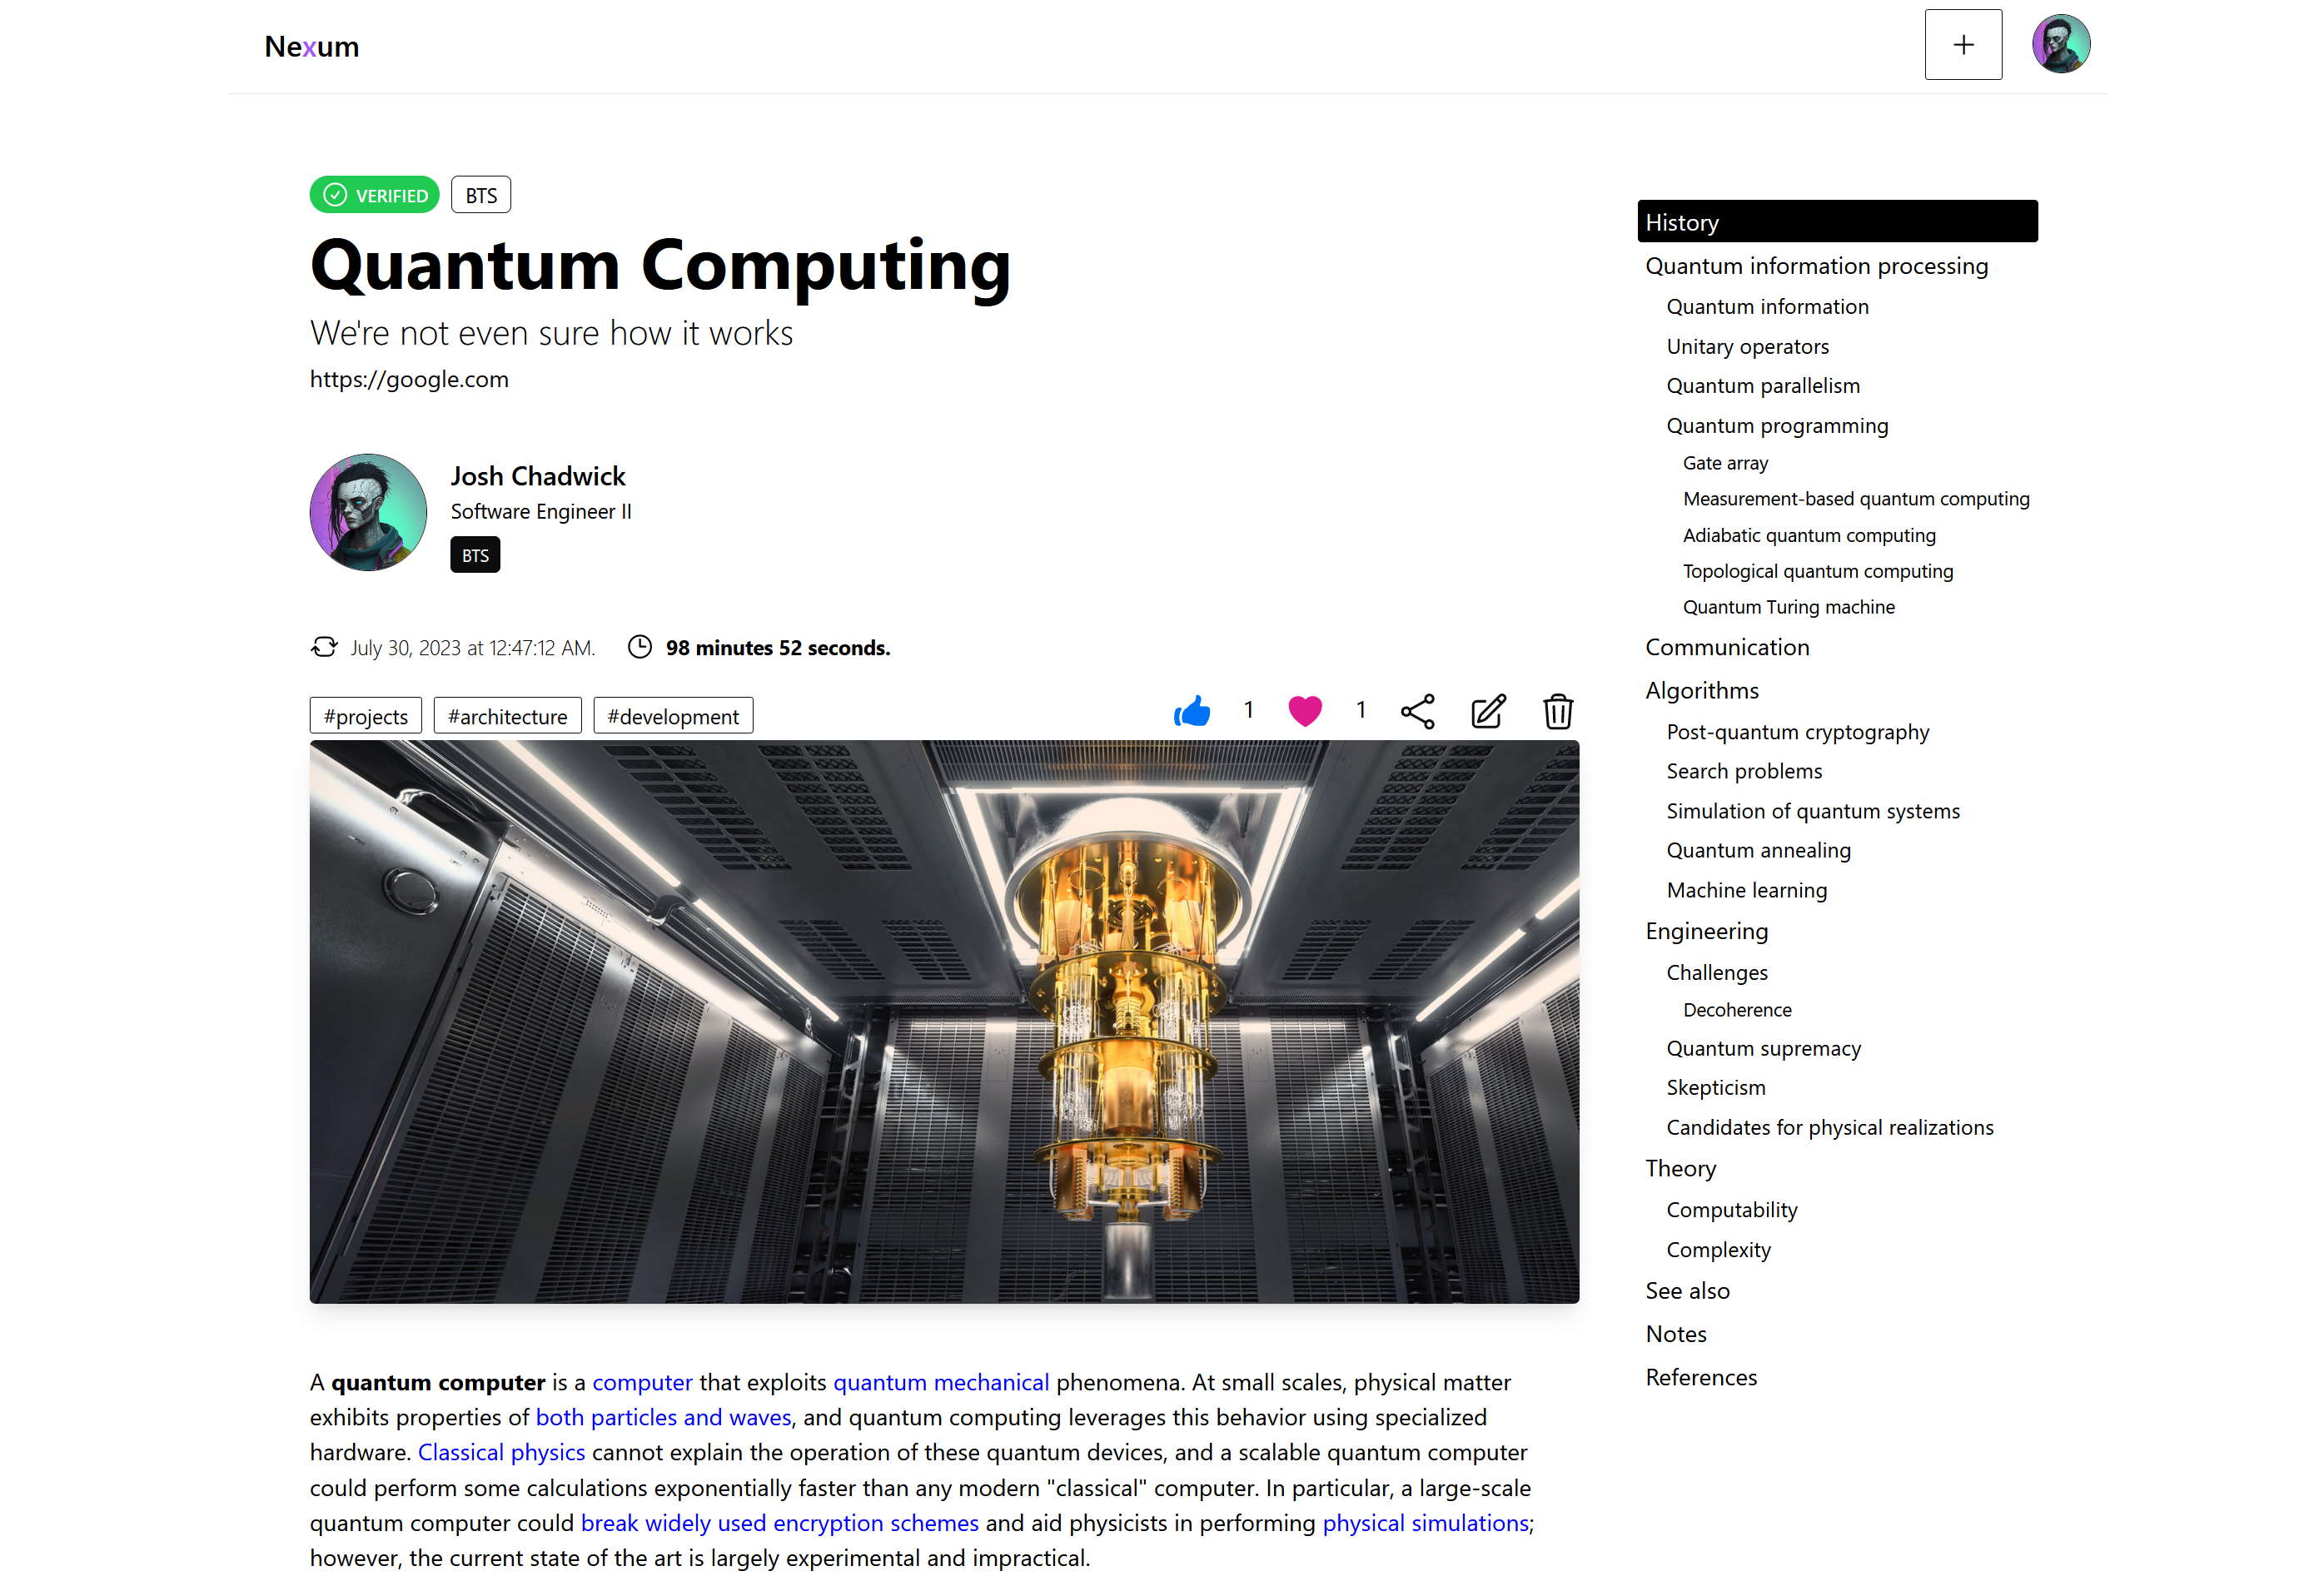 Nexum
VERIFIED BTS
Quantum Computing
We're not even sure how it works
https://google.com
Josh Chadwick
Software Engineer II
BTS
July 30, 2023 at 12:47:12 AM. 98 minutes 52 seconds.
#projects #architecture #development 1 1
A quantum computer is a computer that exploits quantum mechanical phenomena. At small scales, physical matter
exhibits properties of both particles and waves, and quantum computing leverages this behavior using specialized
hardware. Classical physics cannot explain the operation of these quantum devices, and a scalable quantum computer
could perform some calculations exponentially faster than any modern "classical" computer. In particular, a large-scale
quantum computer could break widely used encryption schemes and aid physicists in performing physical simulations;
however, the current state of the art is largely experimental and impractical.
History
Quantum information processing
Quantum information
Unitary operators
Quantum parallelism
Quantum programming
Gate array
Measurement-based quantum computing
Adiabatic quantum computing
Topological quantum computing
Quantum Turing machine
Communication
Algorithms
Post-quantum cryptography
Search problems
Simulation of quantum systems
Quantum annealing
Machine learning
Engineering
Challenges
Decoherence
Quantum supremacy
Skepticism
Candidates for physical realizations
Theory
Computability
Complexity
See also
Notes
References